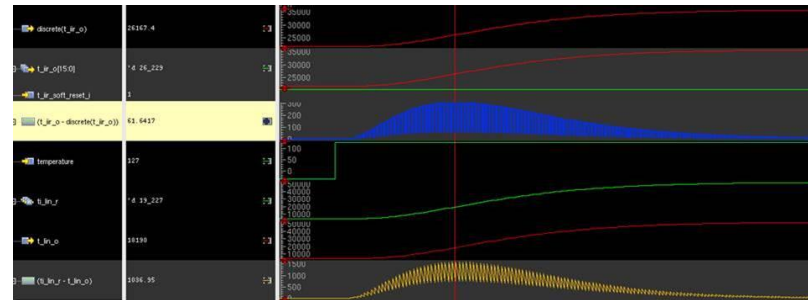 discrete(t_iir_o) 26167.4 35000
30000
25000
t_iir_o[15:0] 'd 26_229 35000
30000
25000
t_iir_soft_reset_i 1
(t_iir_o - discrete(t_iir_o)) 61.6417 300
200
100
0
temperature 127 100
50
0
ti_lin_r 'd 19_227 50000
40000
30000
20000
10000
t_lin_o 18190 50000
40000
30000
20000
10000
0
(ti_lin_r - t_lin_o) 1036.95 1500
1000
500
0